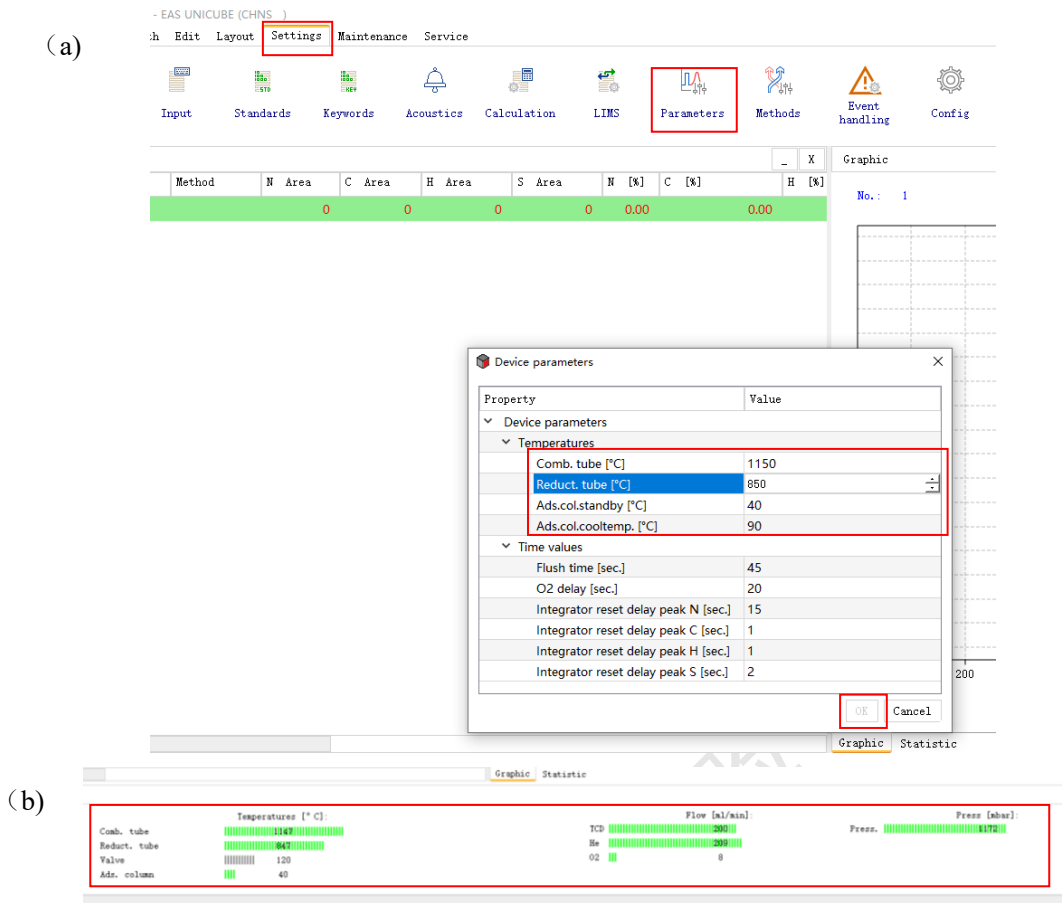 - EAS UNICUBE (CHNS )
(a)
:h Edit Layout Settings Maintenance Service
STD KEY
Input Standards Keywords Acoustics Calculation LIMS Parameters Methods Event handling Config
_ X Graphic
Method N Area C Area H Area S Area N [%] C [%] H [%]
No.: 1
0 0 0 0 0.00 0.00
Device parameters
Property Value
Device parameters
Temperatures
Comb. tube [°C] 1150
Reduct. tube [°C] 850
Ads.col.standby [°C] 40
Ads.col.cooltemp. [°C] 90
Time values
Flush time [sec.] 45
O2 delay [sec.] 20
Integrator reset delay peak N [sec.] 15
Integrator reset delay peak C [sec.] 1
Integrator reset delay peak H [sec.] 1
Integrator reset delay peak S [sec.] 2
200
OK Cancel
Graphic Statistic
Graphic Statistic
(b)
Temperatures [° C]: Flow [ml/min]: Press [mbar]:
Comb. tube 1147 TCD 200 Press. 1172
Reduct. tube 847 He 209
Valve 120 O2 8
Ads. column 40